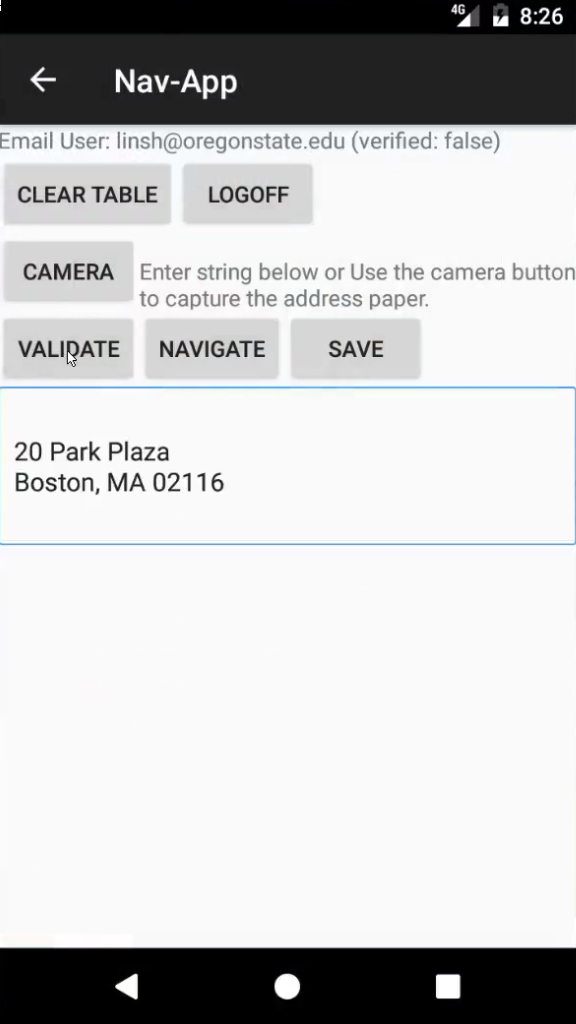 4G 8:26
Nav-App
Email User: linsh@oregonstate.edu (verified: false)
CLEAR TABLE LOGOFF
CAMERA Enter string below or Use the camera button
to capture the address paper.
VALIDATE NAVIGATE SAVE
20 Park Plaza
Boston, MA 02116